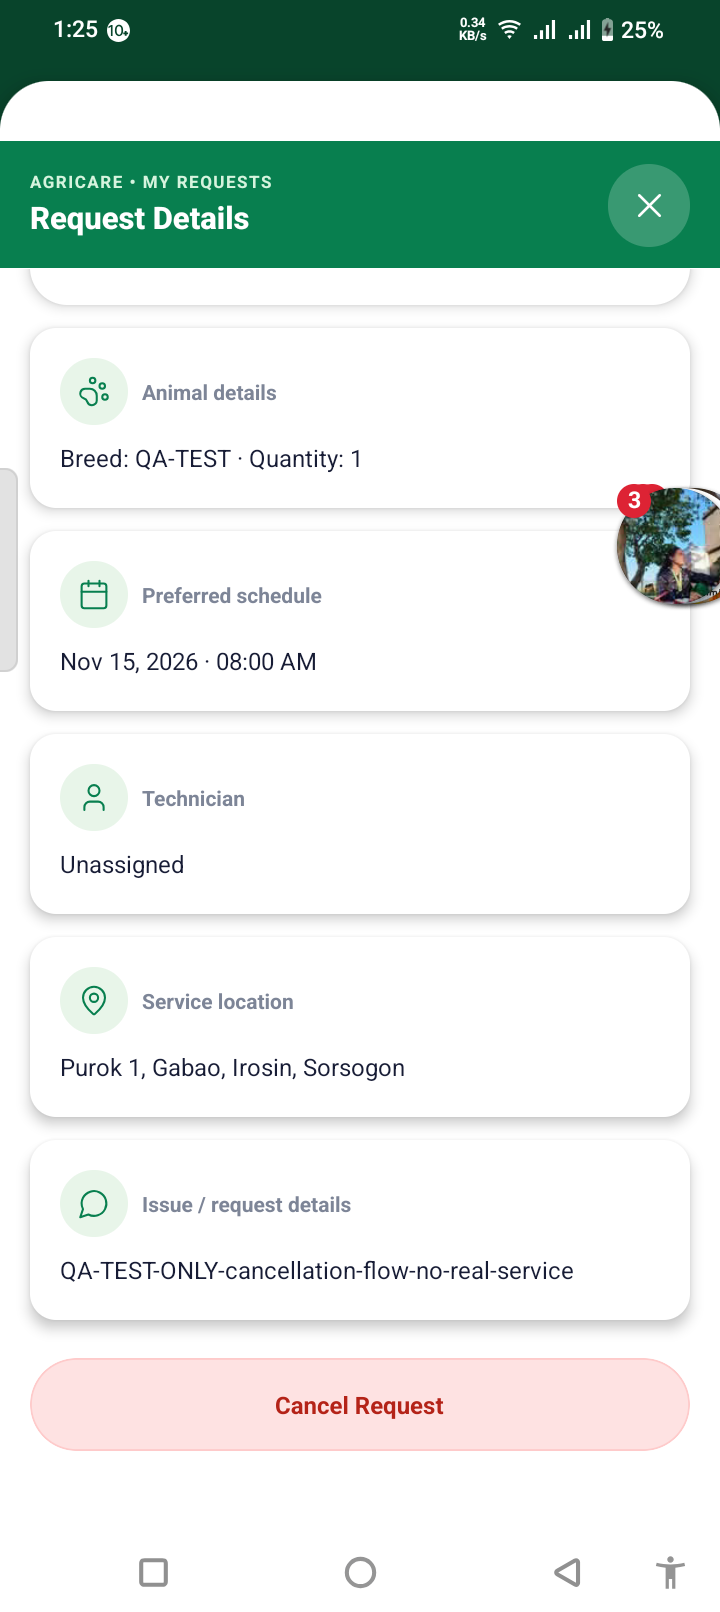 1:25
10
0.34
KB/s
25%
AGRICARE • MY REQUESTS
Request Details
Animal details
Breed: QA-TEST · Quantity: 1
3
Preferred schedule
Nov 15, 2026 · 08:00 AM
Technician
Unassigned
Service location
Purok 1, Gabao, Irosin, Sorsogon
Issue / request details
QA-TEST-ONLY-cancellation-flow-no-real-service
Cancel Request